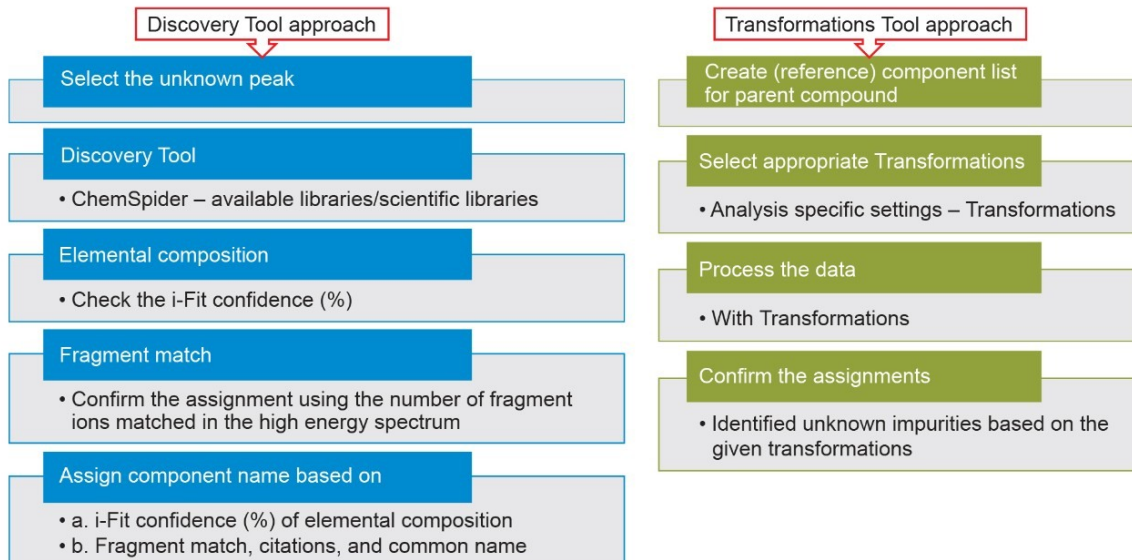 Discovery Tool approach
Select the unknown peak
Discovery Tool
• ChemSpider – available libraries/scientific libraries
Elemental composition
• Check the i-Fit confidence (%)
Fragment match
• Confirm the assignment using the number of fragment
ions matched in the high energy spectrum
Assign component name based on
• a. i-Fit confidence (%) of elemental composition
• b. Fragment match, citations, and common name
Transformations Tool approach
Create (reference) component list
for parent compound
Select appropriate Transformations
• Analysis specific settings – Transformations
Process the data
• With Transformations
Confirm the assignments
• Identified unknown impurities based on the
given transformations